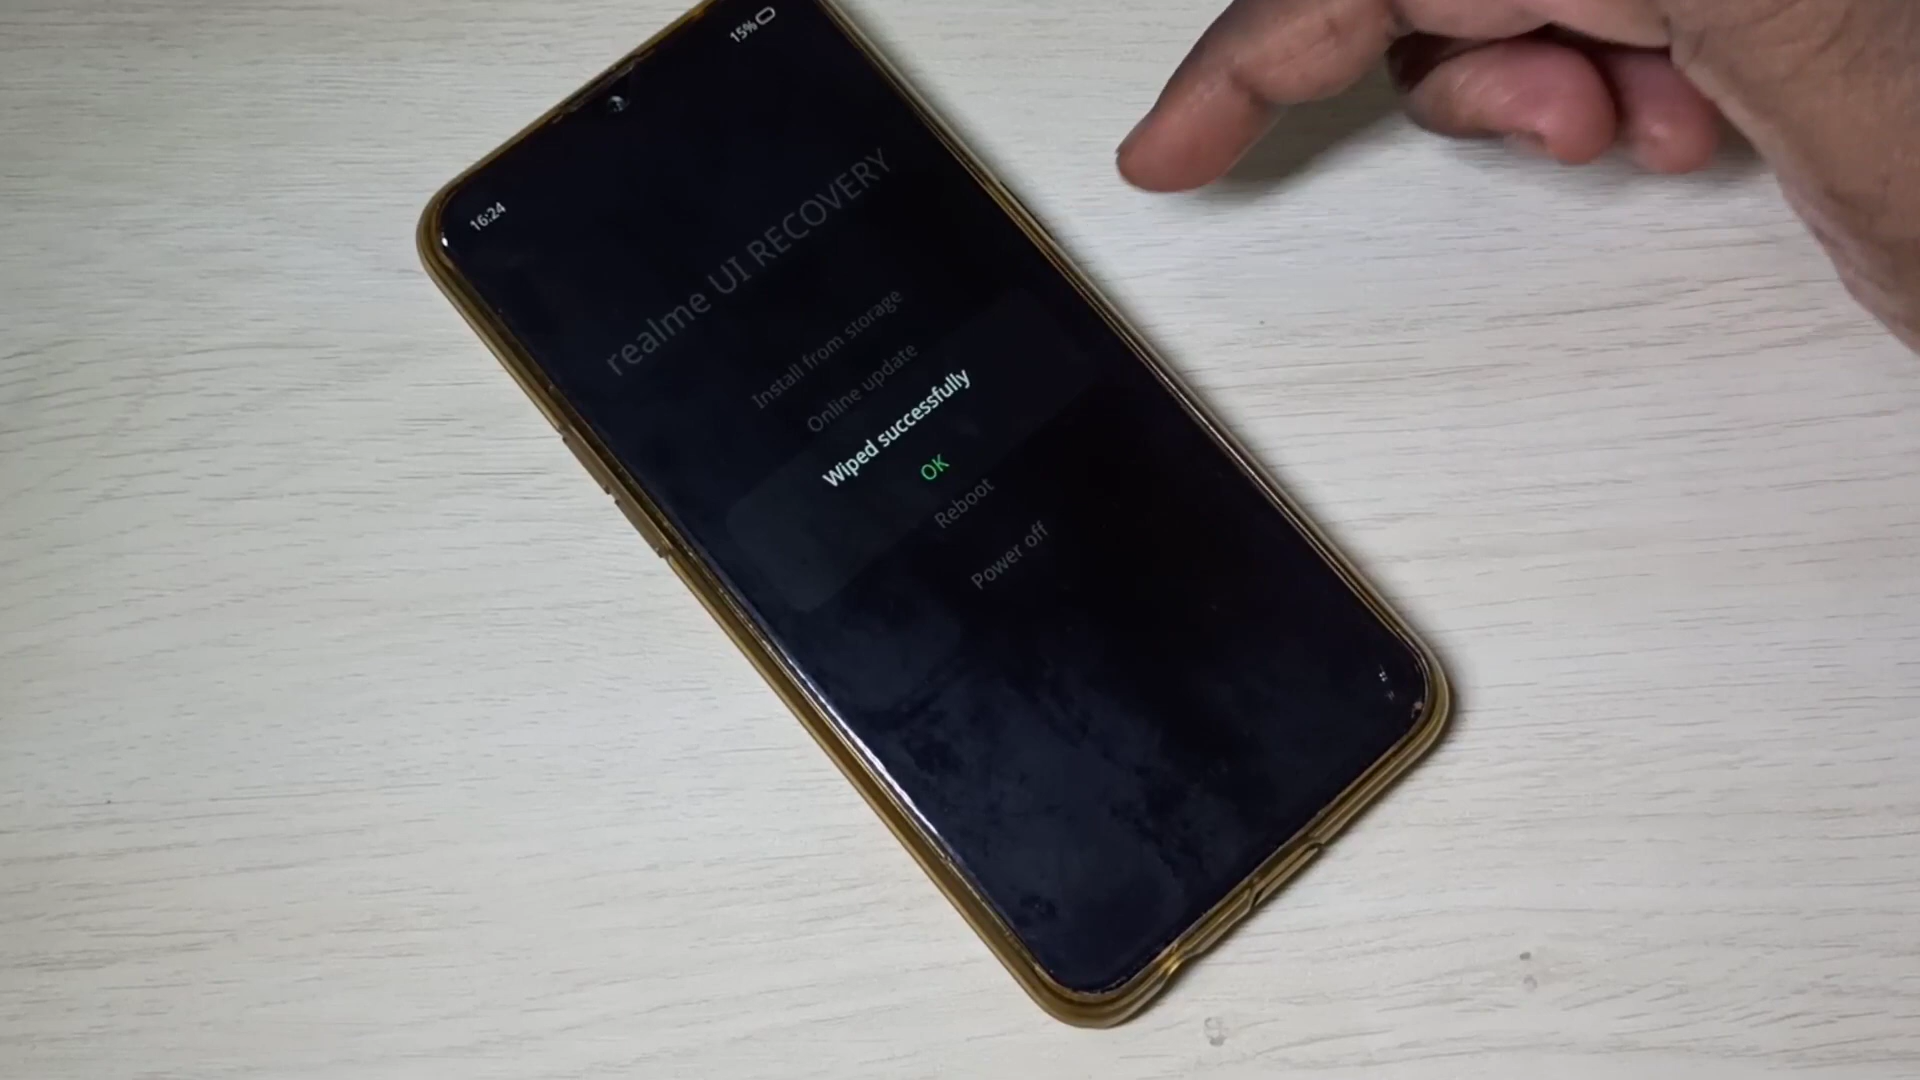 16:24
15%
realme UI RECOVERY
Install from storage
Online update
Wiped successfully
OK
Reboot
Power off